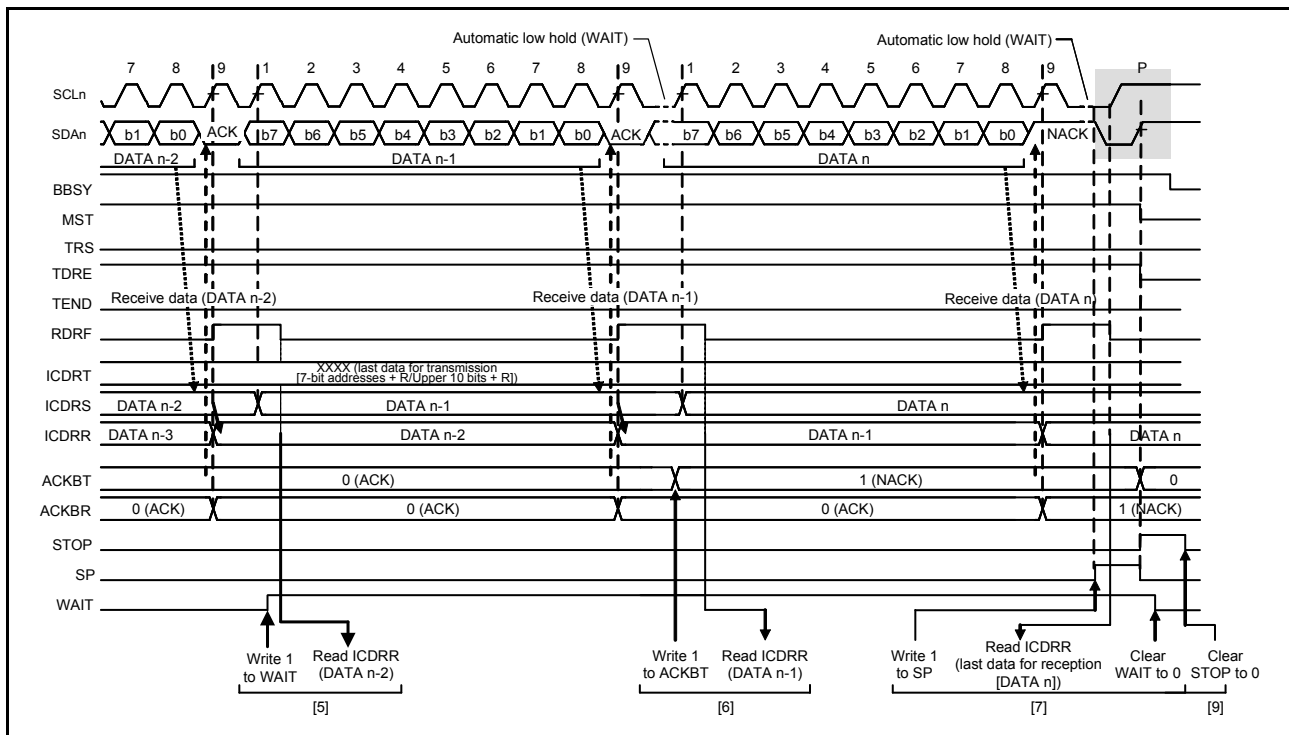 Automatic low hold (WAIT)
Automatic low hold (WAIT)
7 8 9 1 2 3 4 5 6 7 8 9 1 2 3 4 5 6 7 8 9 P
SCLn
SDAn b1 b0 ACK b7 b6 b5 b4 b3 b2 b1 b0 ACK b7 b6 b5 b4 b3 b2 b1 b0 NACK
DATA n-2 DATA n-1 DATA n
BBSY
MST
TRS
TDRE
TEND
Receive data (DATA n-2) Receive data (DATA n-1) Receive data (DATA n)
RDRF
ICDRT
XXXX (last data for transmission
[7-bit addresses + R/Upper 10 bits + R])
ICDRS DATA n-2 DATA n-1 DATA n
ICDRR DATA n-3 DATA n-2 DATA n-1 DATA n
ACKBT 0 (ACK) 1 (NACK) 0
ACKBR 0 (ACK) 0 (ACK) 0 (ACK) 1 (NACK)
STOP
SP
WAIT
Write 1
to WAIT
Read ICDRR
(DATA n-2)
[5]
Write 1
to ACKBT
Read ICDRR
(DATA n-1)
[6]
Write 1
to SP
Read ICDRR
(last data for reception
[DATA n])
Clear
WAIT to 0
[7]
Clear
STOP to 0
[9]